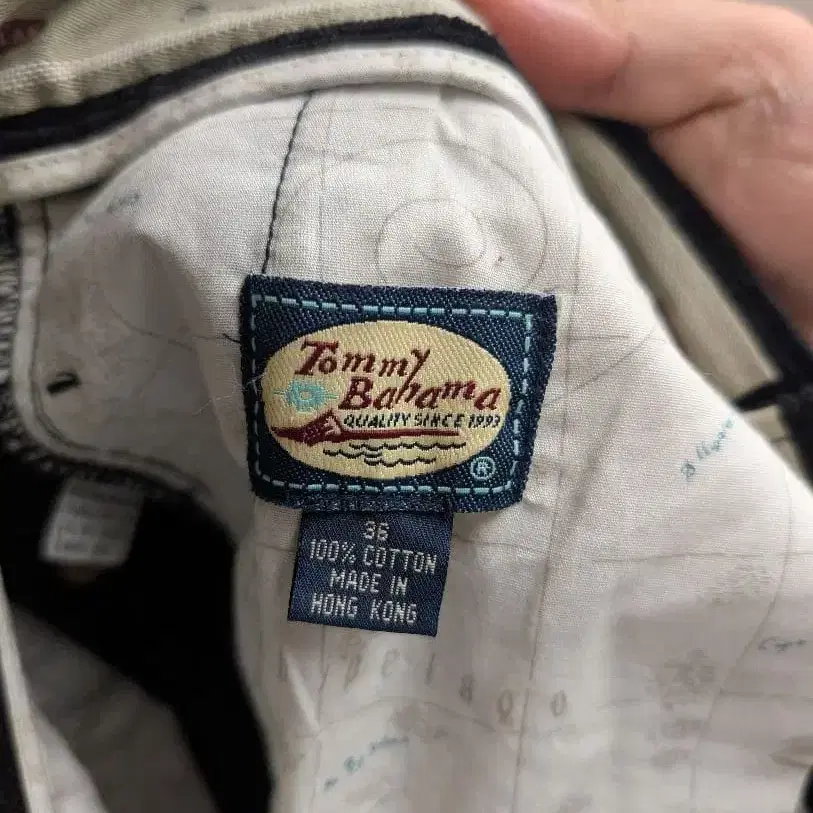 Tommy
Bahama
QUALITY SINCE 1993
®
36
100% COTTON
MADE IN
HONG KONG